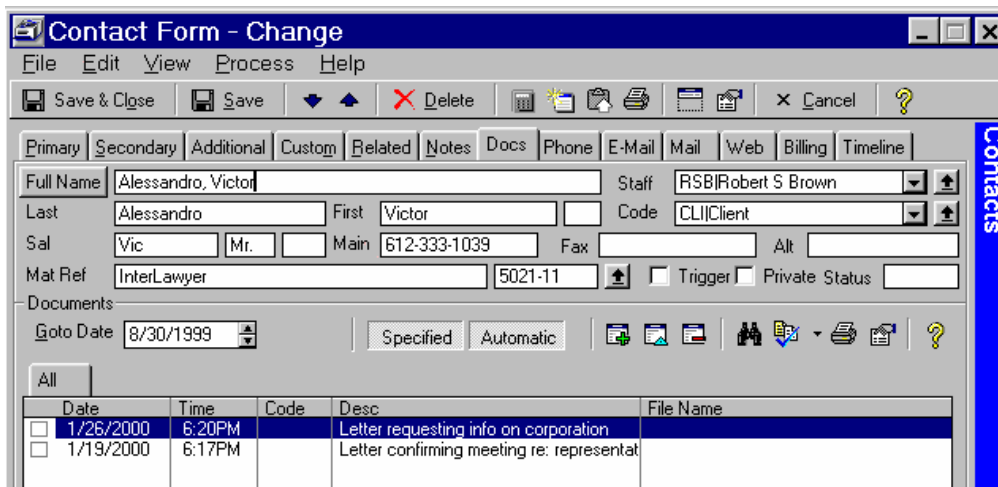 Contact Form - Change
File Edit View Process Help
Save & Close Save Delete Cancel
Primary Secondary Additional Custom Related Notes Docs Phone E-Mail Mail Web Billing Timeline
Contacts
Full Name Alessandro, Victor Staff RSB|Robert S Brown
Last Alessandro First Victor Code CLI|Client
Sal Vic Mr. Main 612-333-1039 Fax Alt
Mat Ref InterLawyer 5021-11 Trigger Private Status
Documents
Goto Date 8/30/1999 Specified Automatic
All
Date Time Code Desc File Name
1/26/2000 6:20PM Letter requesting info on corporation
1/19/2000 6:17PM Letter confirming meeting re: representat